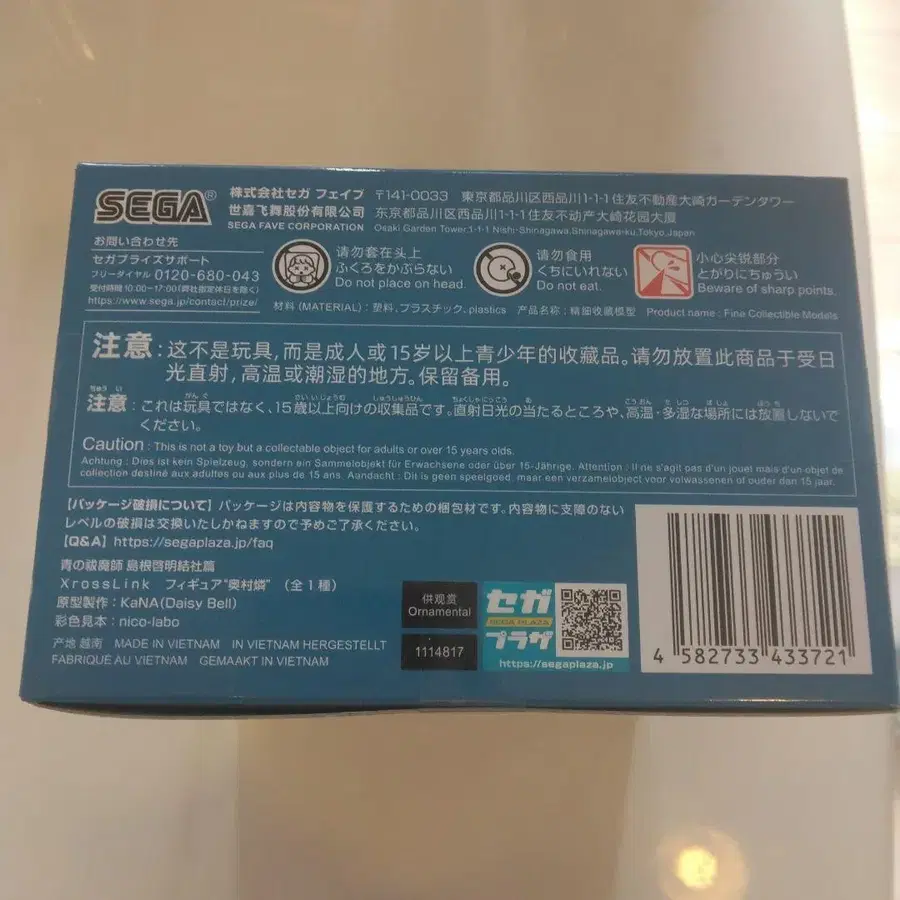 SEGA®
株式会社セガ フェイブ 〒141-0033 東京都品川区西品川1-1-1住友不動産大崎ガーデンタワー
世嘉飞舞股份有限公司 东京都品川区西品川1-1-1住友不动产大崎花园大厦
SEGA FAVE CORPORATION Osaki Garden Tower,1-1-1 Nishi-Shinagawa,Shinagawa-ku,Tokyo,Japan
お問い合わせ先
セガプライズサポート
フリーダイヤル 0120-680-043
受付時間 10:00~17:00(弊社指定休日を除く)
https://www.sega.jp/contact/prize/
请勿套在头上
ふくろをかぶらない
Do not place on head.
请勿食用
くちにいれない
Do not eat.
小心尖锐部分
とがりにちゅうい
Beware of sharp points.
材料 (MATERIAL) : 塑料, プラスチック, plastics 产品名称 : 精细收藏模型 Product name : Fine Collectible Models
注意 : 这不是玩具,而是成人或15岁以上青少年的收藏品。请勿放置此商品于受日
光直射,高温或潮湿的地方。保留备用。
注意 : これは玩具ではなく、15歳以上向けの収集品です。直射日光の当たるところや、高温・多湿な場所には放置しないで
ください。
Caution : This is not a toy but a collectable object for adults or over 15 years olds.
Achtung : Dies ist kein Spielzeug, sondern ein Sammelobjekt für Erwachsene oder über 15-Jährige. Attention : Il ne s'agit pas d'un jouet mais d'un objet de
collection destiné aux adultes ou aux plus de 15 ans. Aandacht : Dit is geen speelgoed, maar een verzamelobject voor volwassenen of ouder dan 15 jaar.
【パッケージ破損について】パッケージは内容物を保護するための梱包材です。内容物に支障のない
レベルの破損は交換いたしかねますので予めご了承ください。
【Q&A】https://segaplaza.jp/faq
青の祓魔師 島根啓明結社篇
XrossLink フィギュア"奥村燐" (全1種)
原型製作 : KaNA(Daisy Bell)
彩色見本 : nico-labo
产地 越南 MADE IN VIETNAM IN VIETNAM HERGESTELLT
FABRIQUÉ AU VIETNAM GEMAAKT IN VIETNAM
供观赏
Ornamental
1114817
セガ
SEGA PLAZA
プラザ
https://segaplaza.jp
4 582733 433721